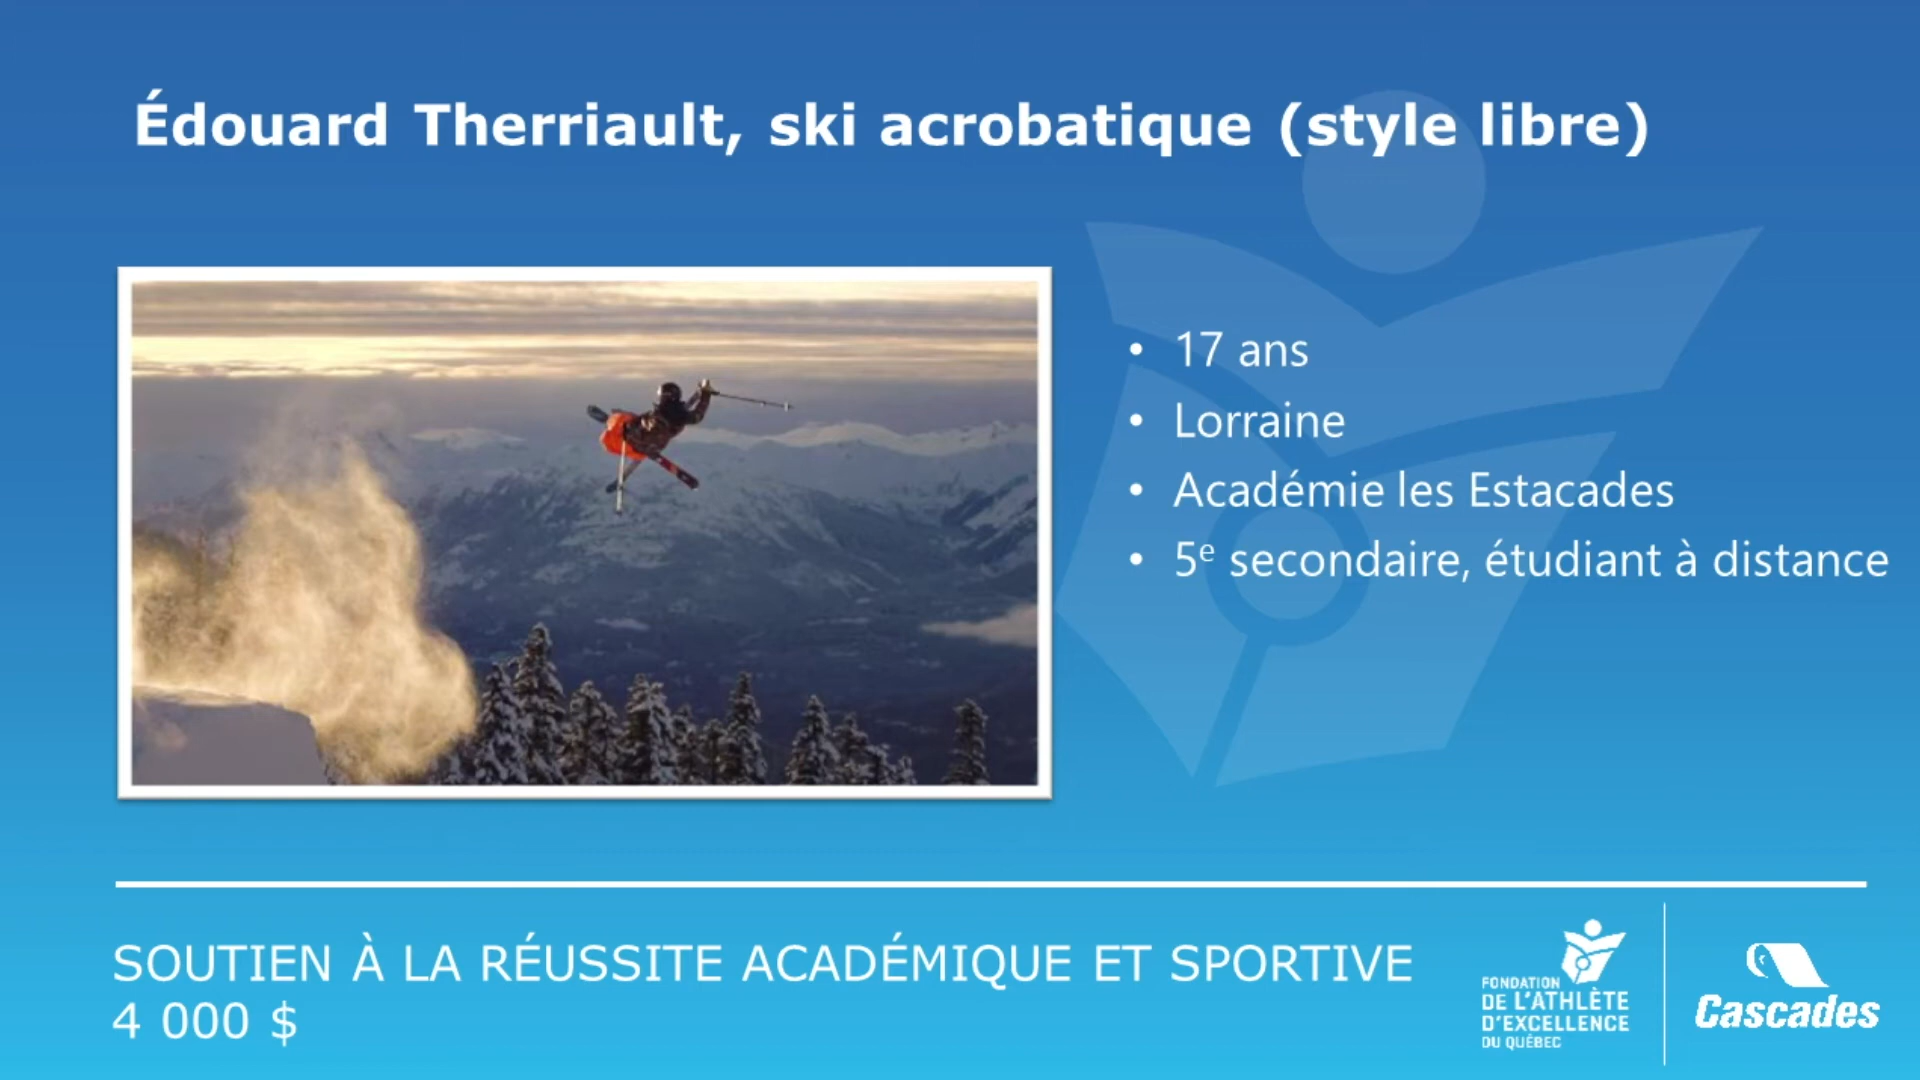 Édouard Therriault, ski acrobatique (style libre)
• 17 ans
• Lorraine
• Académie les Estacades
• 5e secondaire, étudiant à distance
SOUTIEN À LA RÉUSSITE ACADÉMIQUE ET SPORTIVE
4 000 $
FONDATION
DE L'ATHLÈTE
D'EXCELLENCE
DU QUÉBEC
Cascades